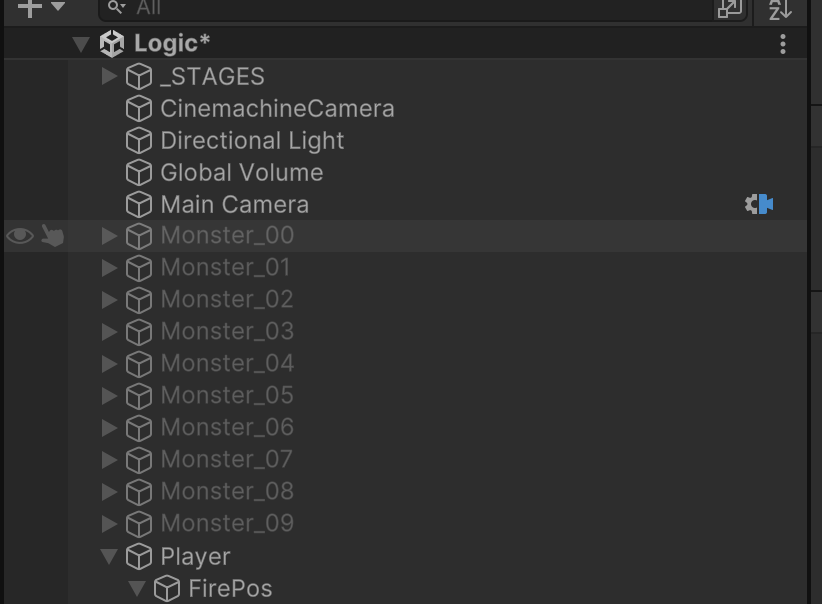 All
Logic*
_STAGES
CinemachineCamera
Directional Light
Global Volume
Main Camera
Monster_00
Monster_01
Monster_02
Monster_03
Monster_04
Monster_05
Monster_06
Monster_07
Monster_08
Monster_09
Player
FirePos